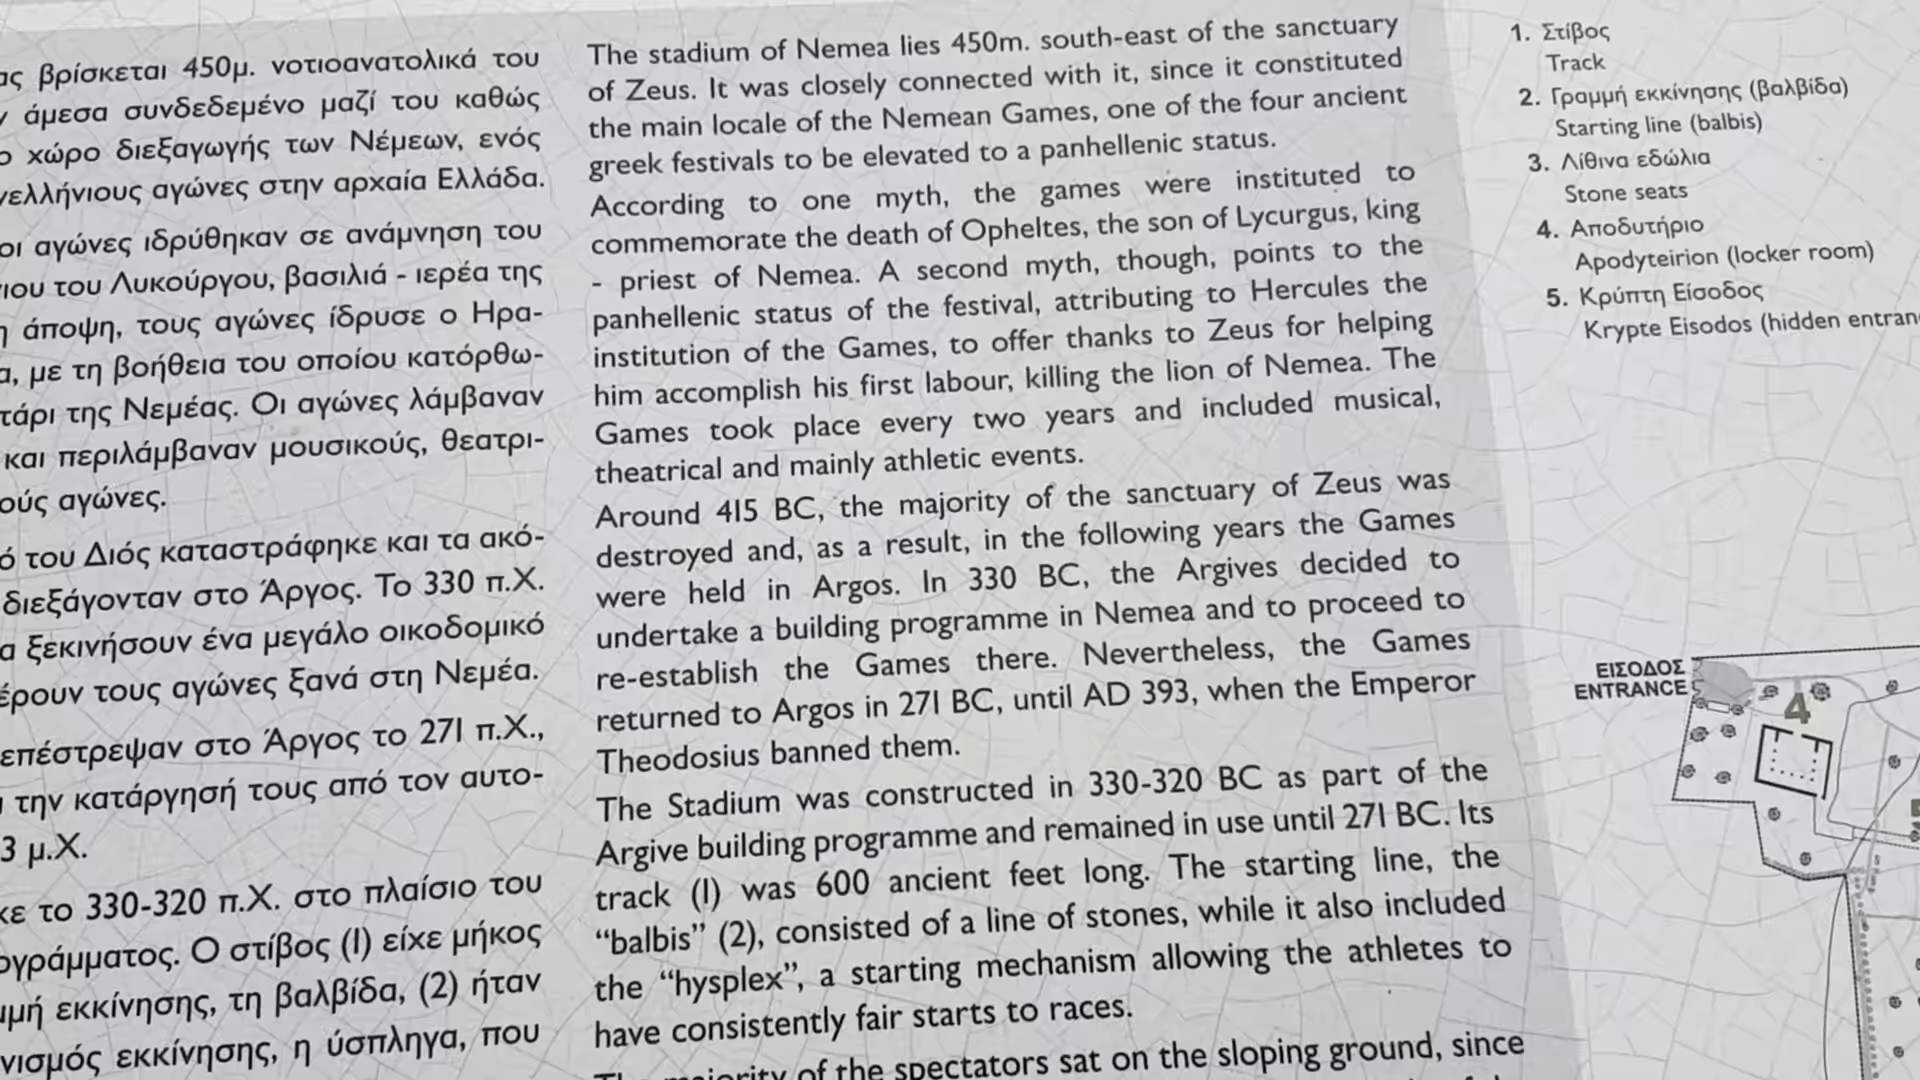 βρίσκεται 450μ. νοτιοανατολικά του
άμεσα συνδεδεμένο μαζί του καθώς
χώρο διεξαγωγής των Νέμεων, ενός
αγώνες στην αρχαία Ελλάδα.
οι αγώνες ιδρύθηκαν σε ανάμνηση του
του Λυκούργου, βασιλιά - ιερέα της
άποψη, τους αγώνες ίδρυσε ο Ηρα-
με τη βοήθεια του οποίου κατόρθω-
της Νεμέας. Οι αγώνες λάμβαναν
και περιλάμβαναν μουσικούς, θεατρι-
αγώνες.
του Διός καταστράφηκε και τα ακό-
διεξάγονταν στο Άργος. Το 330 π.Χ.
ξεκινήσουν ένα μεγάλο οικοδομικό
τους αγώνες ξανά στη Νεμέα.
επέστρεψαν στο Άργος το 271 π.Χ.,
την κατάργησή τους από τον αυτο-
3 μ.Χ.
το 330-320 π.Χ. στο πλαίσιο του
Ο στίβος (1) είχε μήκος
εκκίνησης, τη βαλβίδα, (2) ήταν
εκκίνησης, η ύσπληγα, που
The stadium of Nemea lies 450m. south-east of the sanctuary
of Zeus. It was closely connected with it, since it constituted
the main locale of the Nemean Games, one of the four ancient
greek festivals to be elevated to a panhellenic status.
According to one myth, the games were instituted to
commemorate the death of Opheltes, the son of Lycurgus, king
- priest of Nemea. A second myth, though, points to the
panhellenic status of the festival, attributing to Hercules the
institution of the Games, to offer thanks to Zeus for helping
him accomplish his first labour, killing the lion of Nemea. The
Games took place every two years and included musical,
theatrical and mainly athletic events.
Around 415 BC, the majority of the sanctuary of Zeus was
destroyed and, as a result, in the following years the Games
were held in Argos. In 330 BC, the Argives decided to
undertake a building programme in Nemea and to proceed to
re-establish the Games there. Nevertheless, the Games
returned to Argos in 271 BC, until AD 393, when the Emperor
Theodosius banned them.
The Stadium was constructed in 330-320 BC as part of the
Argive building programme and remained in use until 271 BC. Its
track (1) was 600 ancient feet long. The starting line, the
“balbis” (2), consisted of a line of stones, while it also included
the “hysplex”, a starting mechanism allowing the athletes to
have consistently fair starts to races.
majority of the spectators sat on the sloping ground, since
1. Στίβος
Track
2. Γραμμή εκκίνησης (βαλβίδα)
Starting line (balbis)
3. Λίθινα εδώλια
Stone seats
4. Αποδυτήριο
Apodyteirion (locker room)
5. Κρύπτη Είσοδος
Krypte Eisodos (hidden
ΕΙΣΟΔΟΣ
ENTRANCE
4